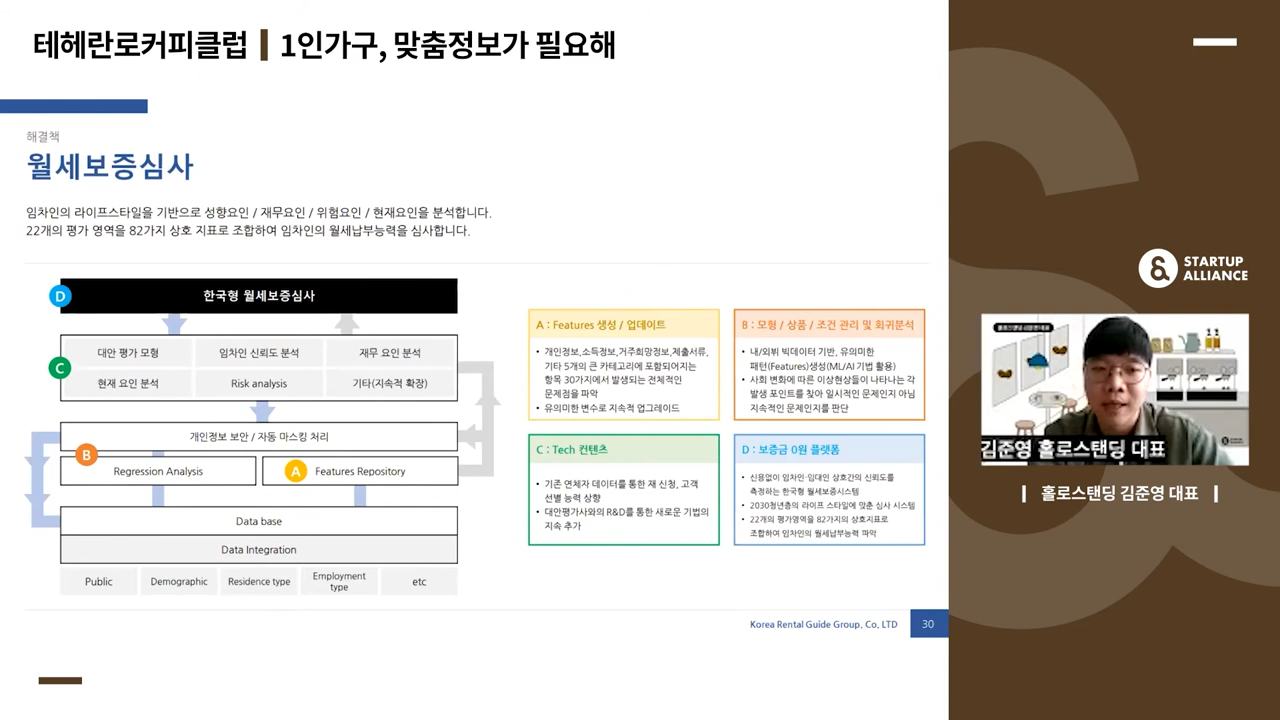 테헤란로커피클럽 | 1인가구, 맞춤정보가 필요해
해결책
월세보증심사
임차인의 라이프스타일을 기반으로 성향요인 / 재무요인 / 위험요인 / 현재요인을 분석합니다.
22개의 평가 영역을 82가지 상호 지표로 조합하여 임차인의 월세납부능력을 심사합니다.
D
한국형 월세보증심사
C
대안 평가 모형
임차인 신뢰도 분석
재무 요인 분석
현재 요인 분석
Risk analysis
기타(지속적 확장)
개인정보 보안 / 자동 마스킹 처리
B
Regression Analysis
A
Features Repository
Data base
Data Integration
Public
Demographic
Residence type
Employment
type
etc
A : Features 생성 / 업데이트
• 개인정보,소득정보,거주희망정보,제출서류,
기타 5개의 큰 카테고리에 포함되어지는
항목 30가지에서 발생되는 전체적인
문제점을 파악
• 유의미한 변수로 지속적 업그레이드
B : 모형 / 상품 / 조건 관리 및 회귀분석
• 내/외뷔 빅데이터 기반, 유의미한
패턴(Features)생성(ML/AI 기법 활용)
• 사회 변화에 따른 이상현상들이 나타나는 각
발생 포인트를 찾아 일시적인 문제인지 아님
지속적인 문제인지를 판단
C : Tech 컨텐츠
• 기존 연체자 데이터를 통한 재 신청, 고객
선별 능력 상향
• 대안평가사와의 R&D를 통한 새로운 기법의
지속 추가
D : 보증금 0원 플랫폼
• 신용없이 임차인·임대인 상호간의 신뢰도를
측정하는 한국형 월세보증시스템
• 2030청년층의 라이프 스타일에 맞춘 심사 시스템
• 22개의 평가영역을 82가지의 상호지표로
조합하여 임차인의 월세납부능력 파악
Korea Rental Guide Group, Co, LTD
30
STARTUP
ALLIANCE
김준영 홀로스탠딩 대표
| 홀로스탠딩 김준영 대표 |